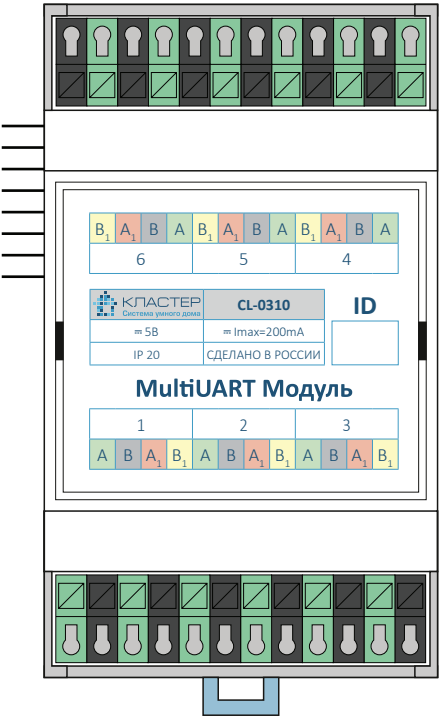 B₁ A₁ B A B₁ A₁ B A B₁ A₁ B A
6 5 4
КЛАСТЕР CL-0310 ID
Система умного дома
⎓ 5В ⎓ Imax=200mA
IP 20 СДЕЛАНО В РОССИИ
MultiUART Модуль
1 2 3
A B A₁ B₁ A B A₁ B₁ A B A₁ B₁